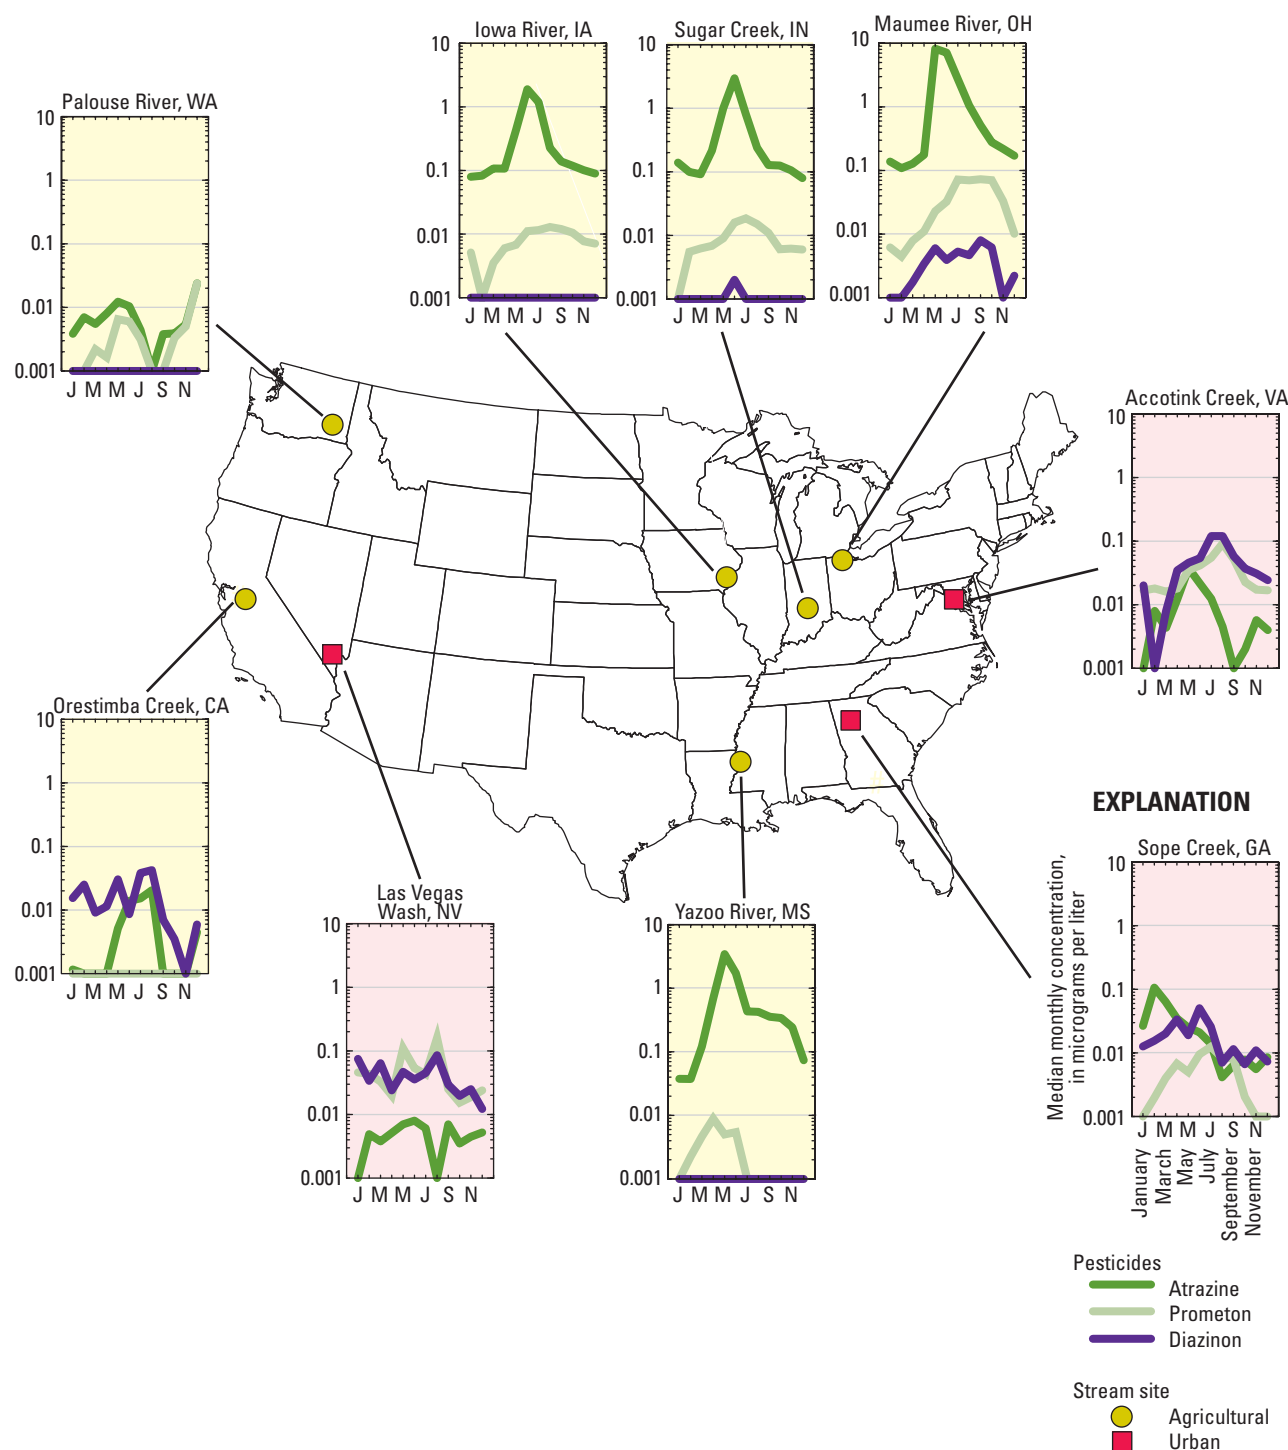 Iowa River, IA
10
1
0.1
0.01
0.001
J M M J S N
Sugar Creek, IN
10
1
0.1
0.01
0.001
J M M J S N
Maumee River, OH
10
1
0.1
0.01
0.001
J M M J S N
Palouse River, WA
10
1
0.1
0.01
0.001
J M M J S N
Accotink Creek, VA
10
1
0.1
0.01
0.001
J M M J S N
Orestimba Creek, CA
10
1
0.1
0.01
0.001
J M M J S N
Las Vegas
Wash, NV
10
1
0.1
0.01
0.001
J M M J S N
Yazoo River, MS
10
1
0.1
0.01
0.001
J M M J S N
EXPLANATION
Sope Creek, GA
Median monthly concentration,
in micrograms per liter
10
1
0.1
0.01
0.001
J M M J S N
January
March
May
July
September
November
Pesticides
Atrazine
Prometon
Diazinon
Stream site
Agricultural
Urban